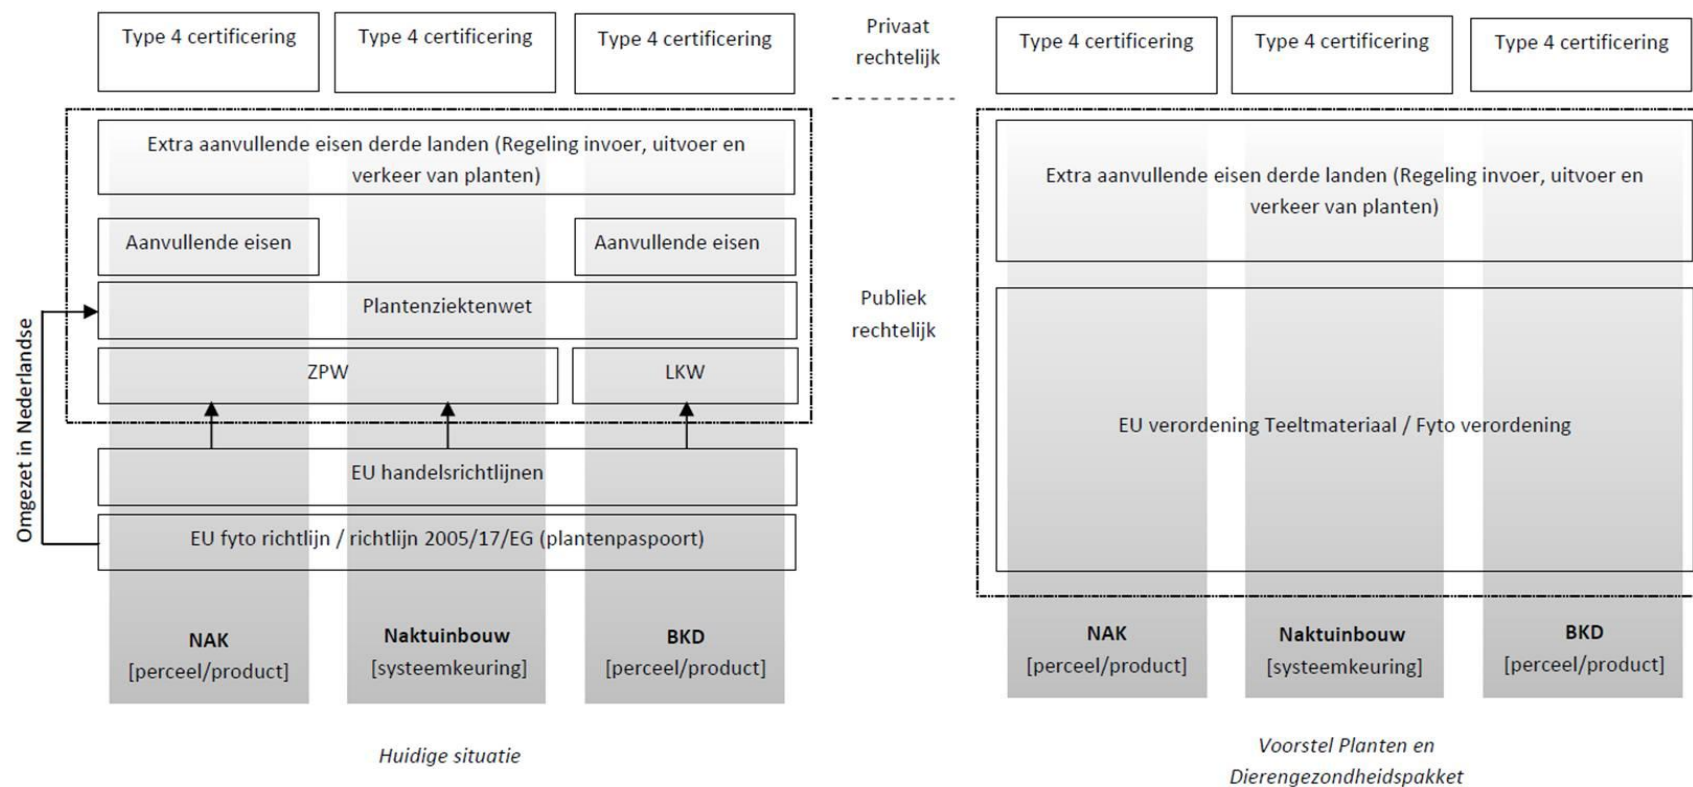 Type 4 certificering
Type 4 certificering
Type 4 certificering
Extra aanvullende eisen derde landen (Regeling invoer, uitvoer en
verkeer van planten)
Aanvullende eisen
Aanvullende eisen
Plantenziektenwet
ZPW
LKW
EU handelsrichtlijnen
EU fyto richtlijn / richtlijn 2005/17/EG (plantenpaspoort)
Omgezet in Nederlandse
NAK
[perceel/product]
Naktuinbouw
[systeemkeuring]
BKD
[perceel/product]
Huidige situatie
Privaat
rechtelijk
Publiek
rechtelijk
Type 4 certificering
Type 4 certificering
Type 4 certificering
Extra aanvullende eisen derde landen (Regeling invoer, uitvoer en
verkeer van planten)
EU verordening Teeltmateriaal / Fyto verordening
NAK
[perceel/product]
Naktuinbouw
[systeemkeuring]
BKD
[perceel/product]
Voorstel Planten en
Dierengezondheidspakket